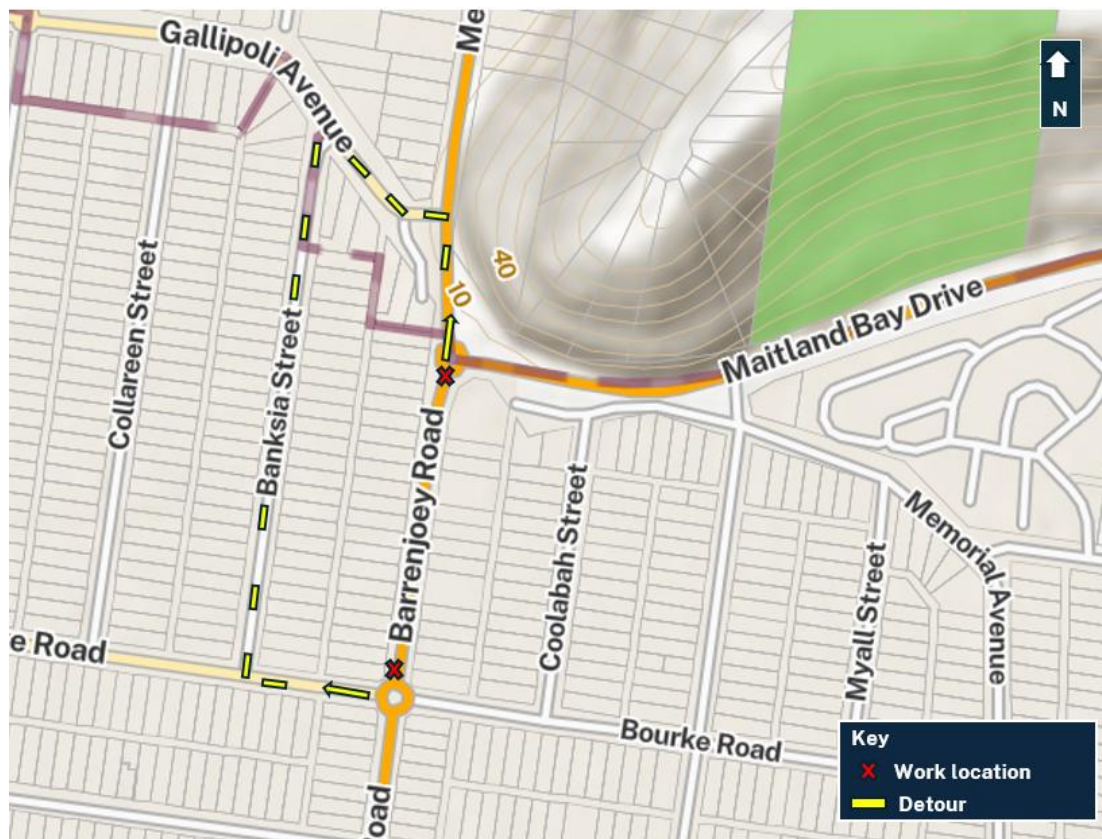 Gallipoli Avenue
Me
N
40
10
Maitland Bay Drive
Collareen Street
Banksia Street
Barrenjoey Road
Coolabah Street
Memorial Avenue
Myall Street
e Road
Bourke Road
oad
Key
Work location
Detour